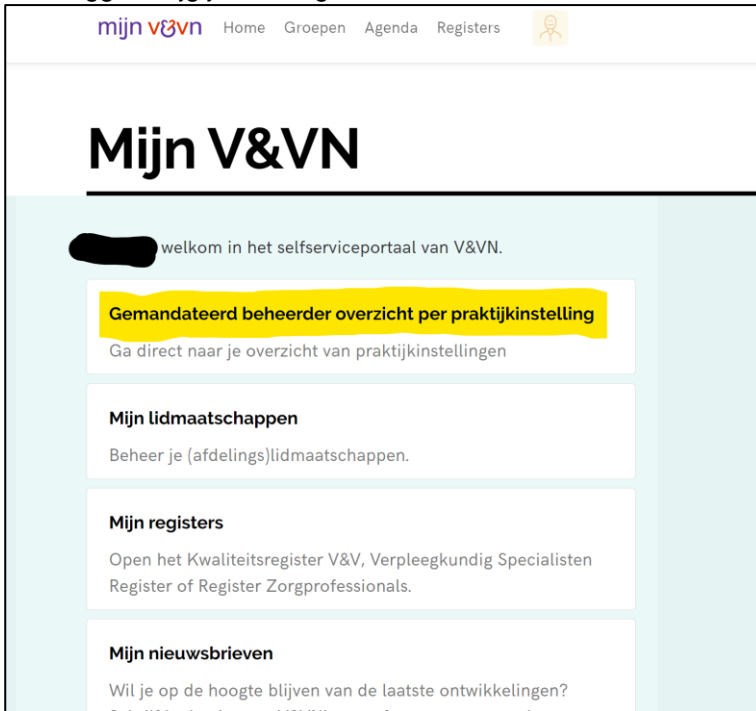 mijn v&vn Home Groepen Agenda Registers
Mijn V&VN
welkom in het selfserviceportaal van V&VN.
Gemandateerd beheerder overzicht per praktijkinstelling
Ga direct naar je overzicht van praktijkinstellingen
Mijn lidmaatschappen
Beheer je (afdelings)lidmaatschappen.
Mijn registers
Open het Kwaliteitsregister V&V, Verpleegkundig Specialisten
Register of Register Zorgprofessionals.
Mijn nieuwsbrieven
Wil je op de hoogte blijven van de laatste ontwikkelingen?